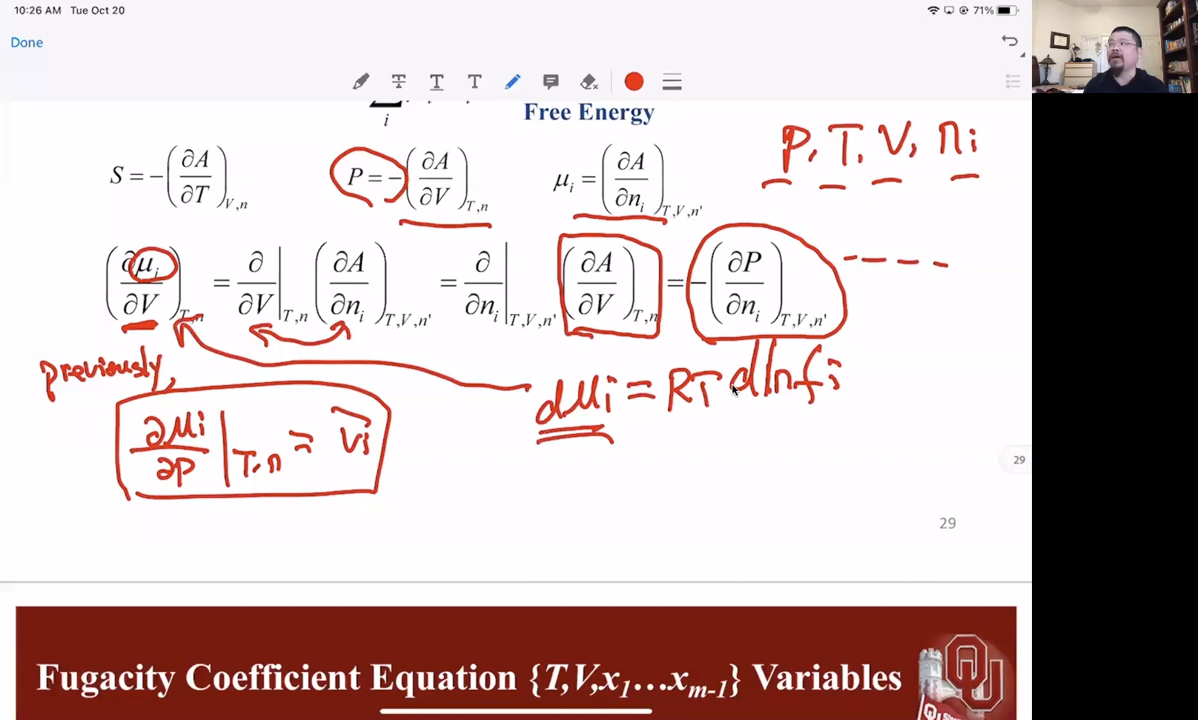 10:26 AM Tue Oct 20
71%
Done
i
Free Energy
P, T, V, ni
S = −(∂A/∂T)V,n P = −(∂A/∂V)T,n μi = (∂A/∂ni)T,V,n'
(∂μi/∂V)T,n = ∂/∂V|T,n (∂A/∂ni)T,V,n' = ∂/∂ni|T,V,n' (∂A/∂V)T,n = −(∂P/∂ni)T,V,n'
previously,
dμi = RT dlnfi
∂μi/∂P|T,n = V̄i
29
29
Fugacity Coefficient Equation {T,V,x1…xm-1} Variables
OU